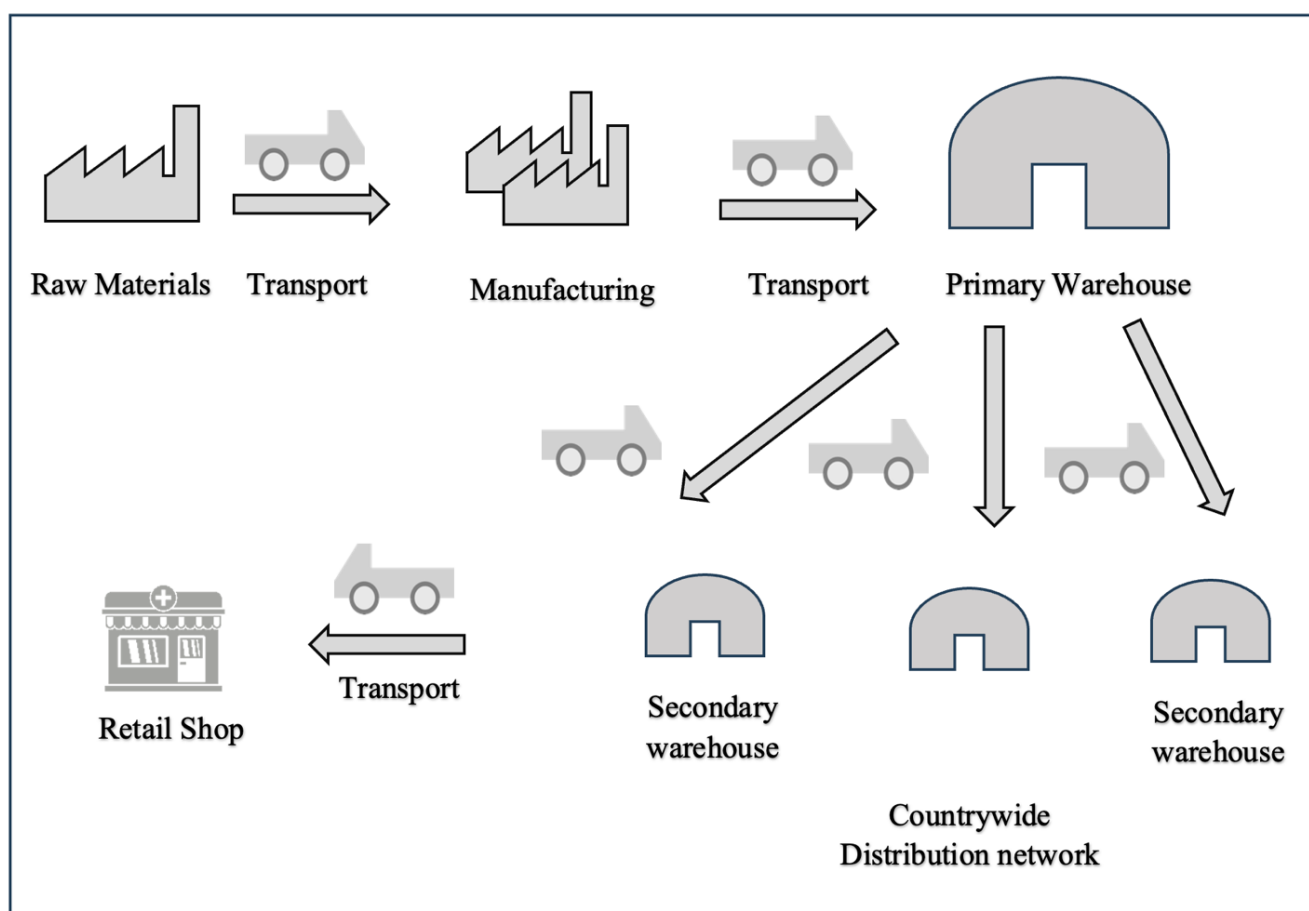 Raw Materials
Transport
Manufacturing
Transport
Primary Warehouse
Transport
Retail Shop
Secondary
warehouse
Secondary
warehouse
Countrywide
Distribution network